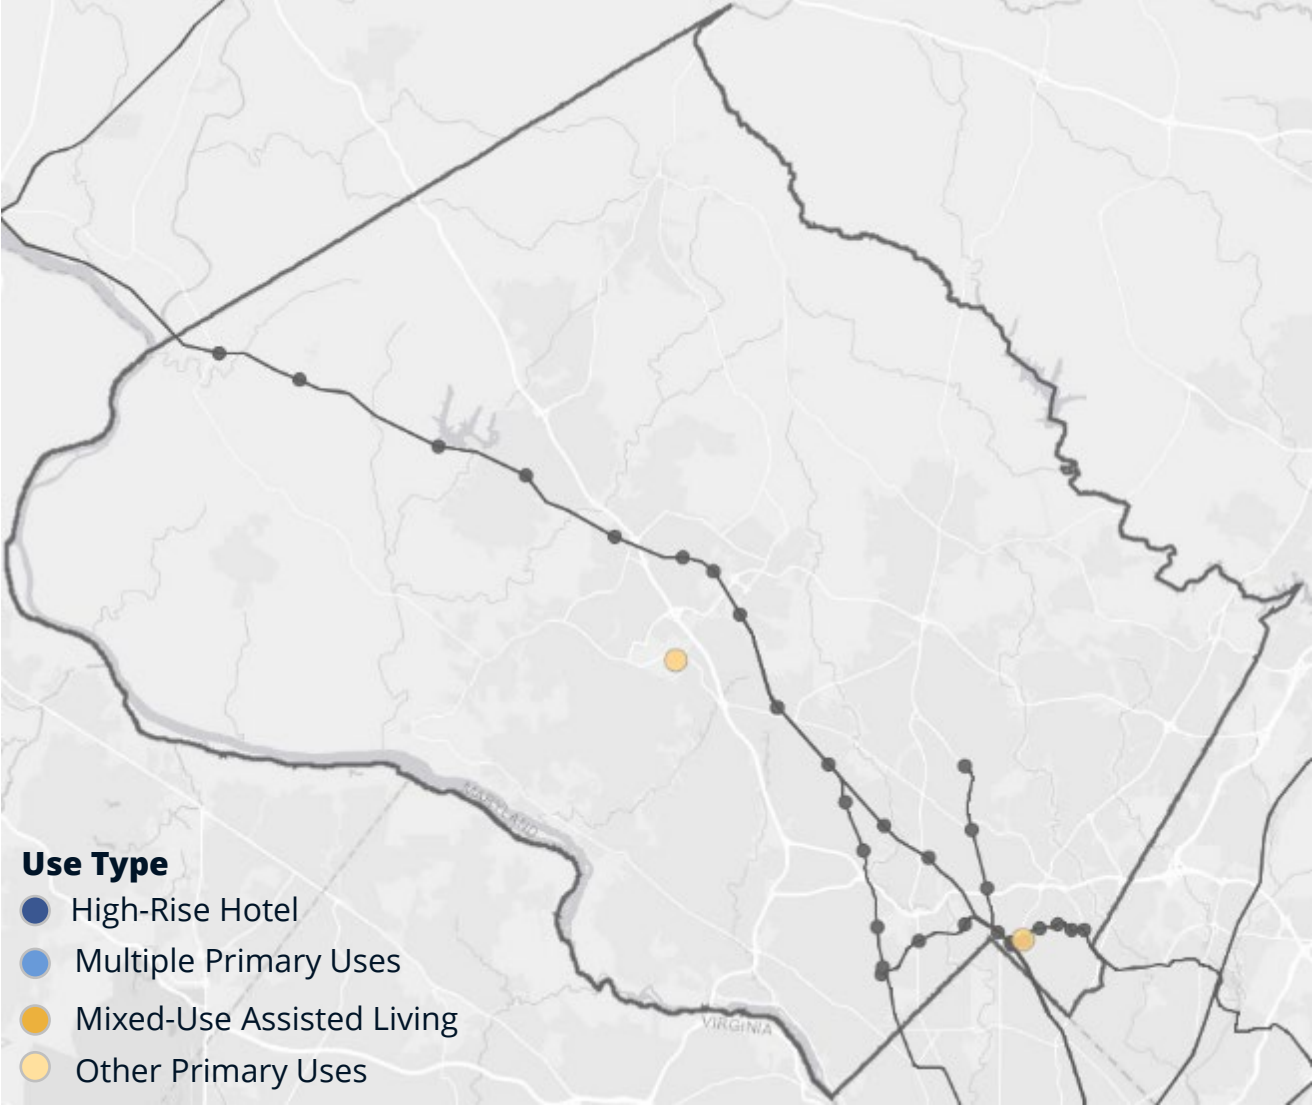 MARYLAND
VIRGINIA
Use Type
High-Rise Hotel
Multiple Primary Uses
Mixed-Use Assisted Living
Other Primary Uses